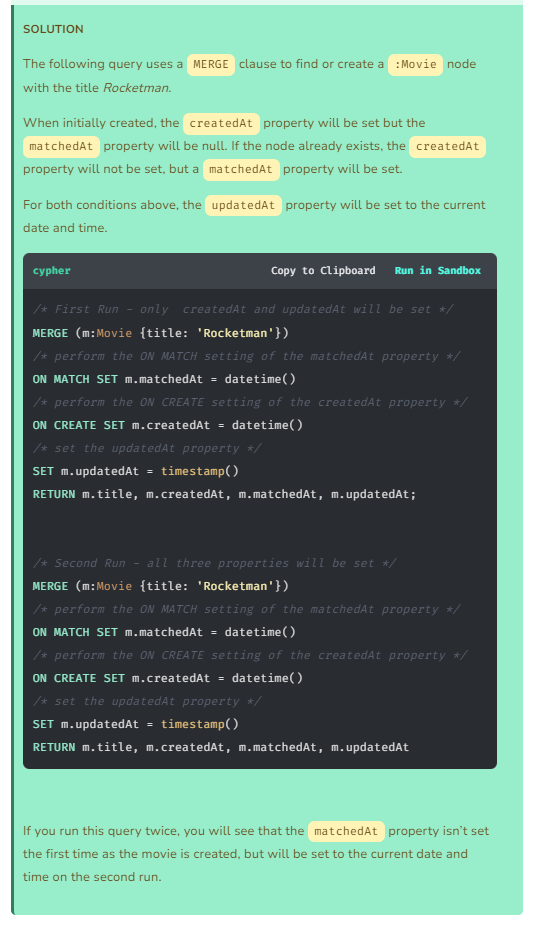 SOLUTION
The following query uses a MERGE clause to find or create a :Movie node
with the title Rocketman.
When initially created, the createdAt property will be set but the
matchedAt property will be null. If the node already exists, the createdAt
property will not be set, but a matchedAt property will be set.
For both conditions above, the updatedAt property will be set to the current
date and time.
cypher Copy to Clipboard Run in Sandbox
/* First Run - only  createdAt and updatedAt will be set */
MERGE (m:Movie {title: 'Rocketman'})
/* perform the ON MATCH setting of the matchedAt property */
ON MATCH SET m.matchedAt = datetime()
/* perform the ON CREATE setting of the createdAt property */
ON CREATE SET m.createdAt = datetime()
/* set the updatedAt property */
SET m.updatedAt = timestamp()
RETURN m.title, m.createdAt, m.matchedAt, m.updatedAt;
/* Second Run - all three properties will be set */
MERGE (m:Movie {title: 'Rocketman'})
/* perform the ON MATCH setting of the matchedAt property */
ON MATCH SET m.matchedAt = datetime()
/* perform the ON CREATE setting of the createdAt property */
ON CREATE SET m.createdAt = datetime()
/* set the updatedAt property */
SET m.updatedAt = timestamp()
RETURN m.title, m.createdAt, m.matchedAt, m.updatedAt
If you run this query twice, you will see that the matchedAt property isn't set
the first time as the movie is created, but will be set to the current date and
time on the second run.